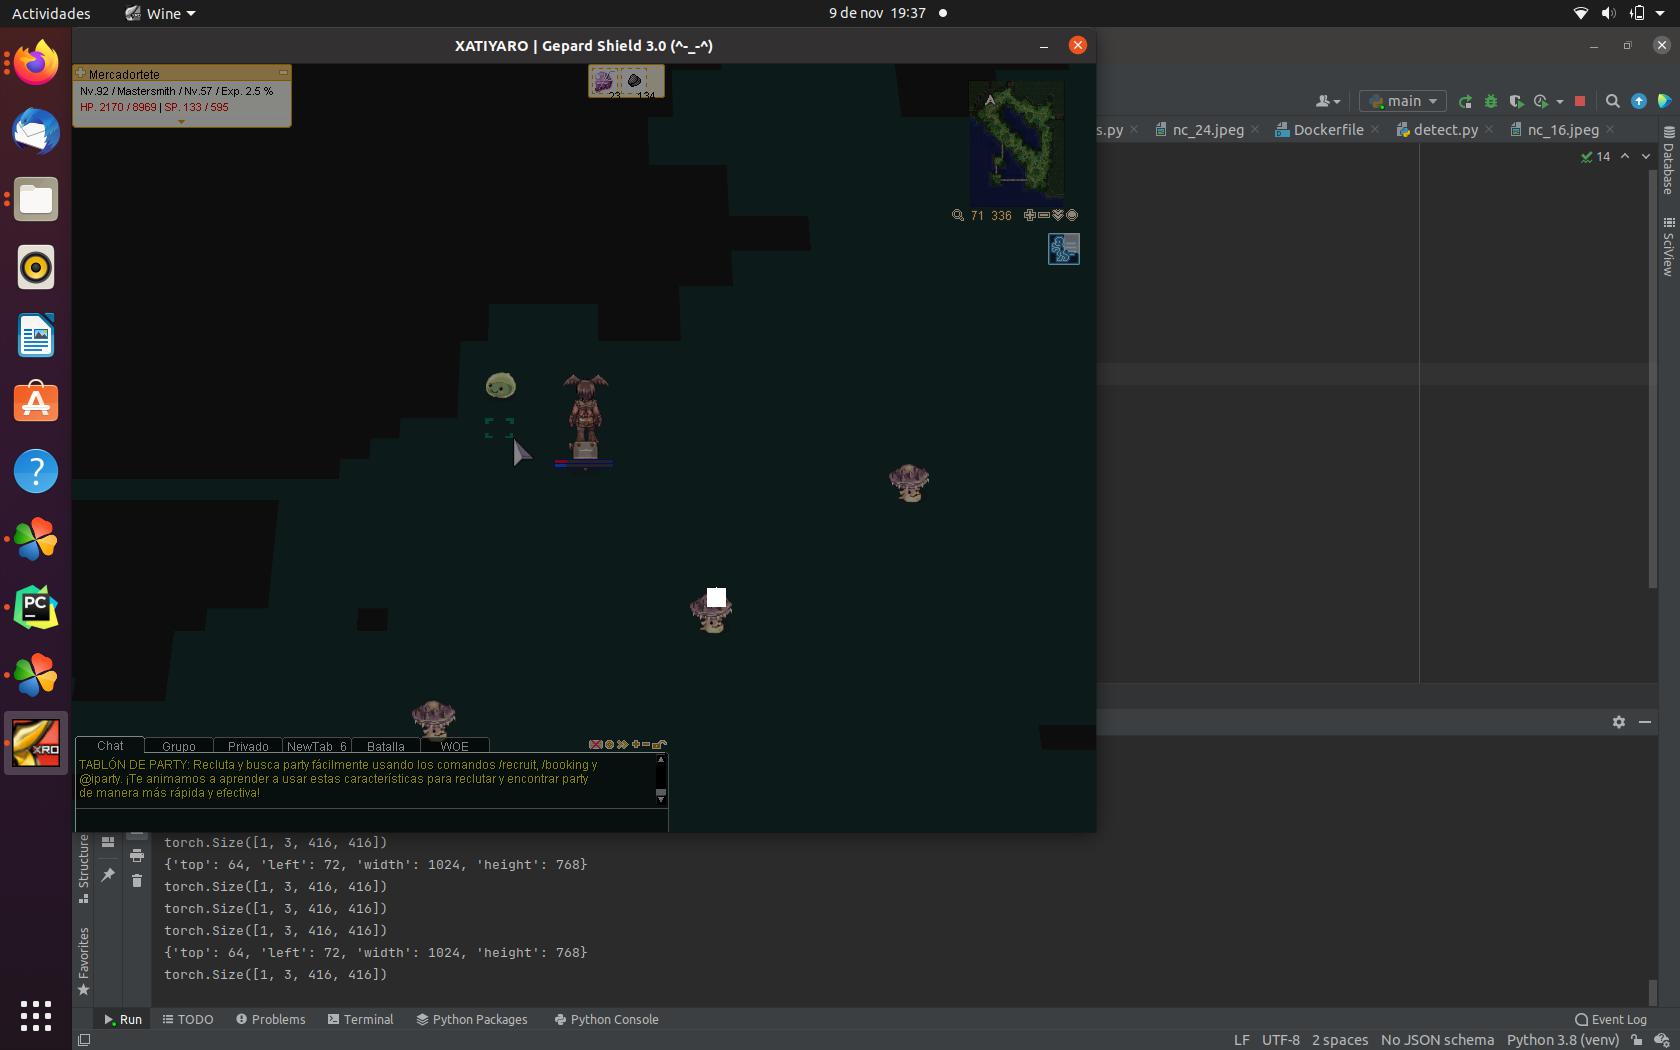 Actividades
Wine
9 de nov 19:37
XATIYARO | Gepard Shield 3.0 (^-_-^)
Mercadortete
Nv.92 / Mastersmith / Nv.57 / Exp. 2.5 %
HP. 2170 / 8969 | SP. 133 / 595
23 134
71 336
main
s.py
nc_24.jpeg
Dockerfile
detect.py
nc_16.jpeg
14
Database
SciView
PC
XRO
Chat
Grupo
Privado
NewTab_6
Batalla
WOE
TABLÓN DE PARTY: Recluta y busca party fácilmente usando los comandos /recruit, /booking y
@iparty. ¡Te animamos a aprender a usar estas características para reclutar y encontrar party
de manera más rápida y efectiva!
Structure
Favorites
torch.Size([1, 3, 416, 416])
{'top': 64, 'left': 72, 'width': 1024, 'height': 768}
torch.Size([1, 3, 416, 416])
torch.Size([1, 3, 416, 416])
torch.Size([1, 3, 416, 416])
{'top': 64, 'left': 72, 'width': 1024, 'height': 768}
torch.Size([1, 3, 416, 416])
Run
TODO
Problems
Terminal
Python Packages
Python Console
Event Log
LF UTF-8 2 spaces No JSON schema Python 3.8 (venv)